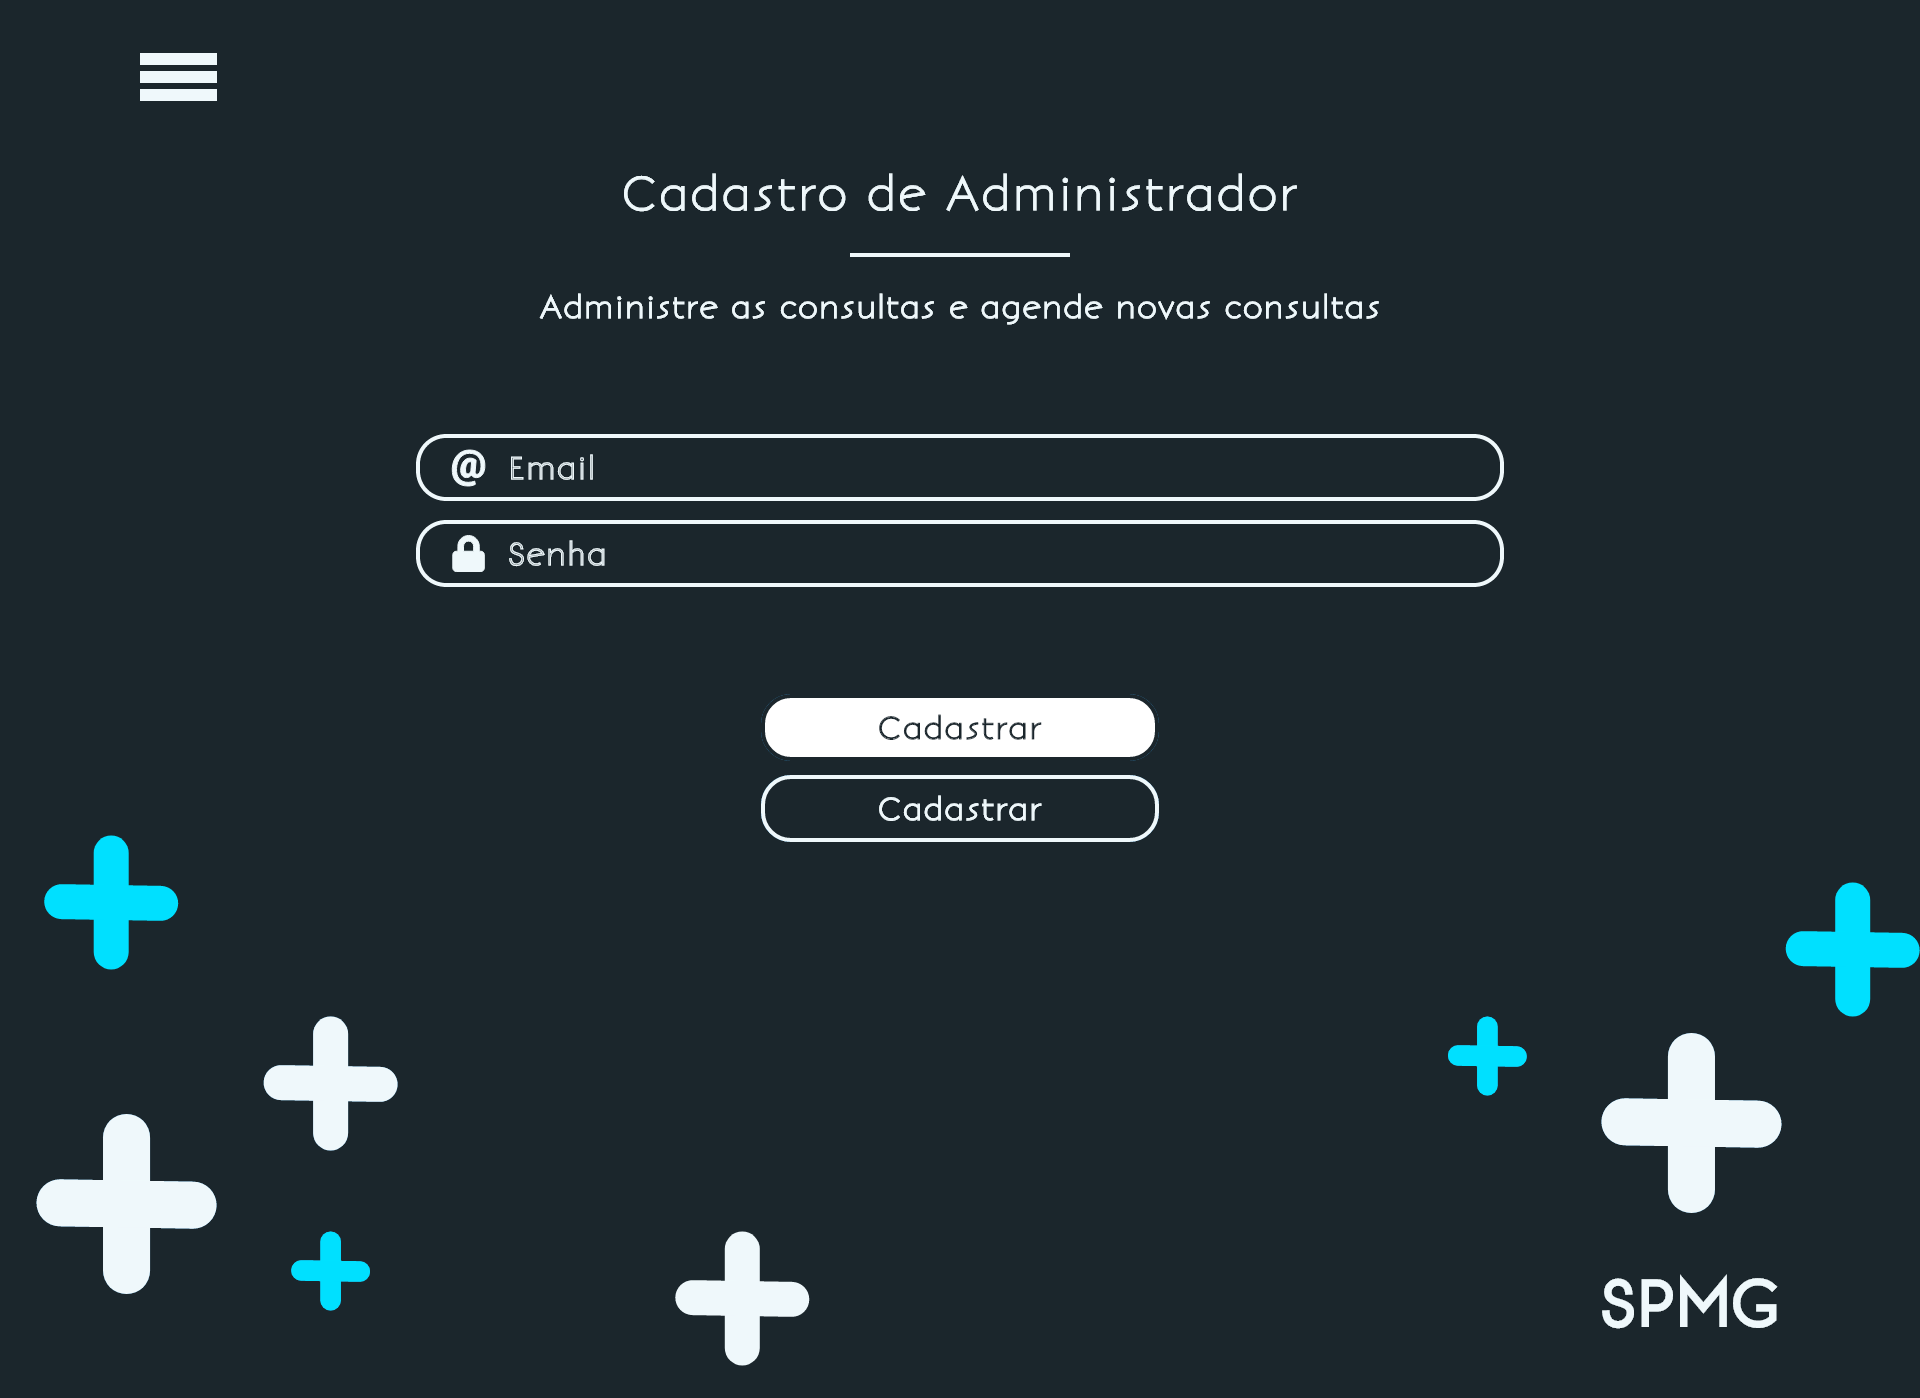 Cadastro de Administrador
Administre as consultas e agende novas consultas
@ Email
Senha
Cadastrar
Cadastrar
SPMG